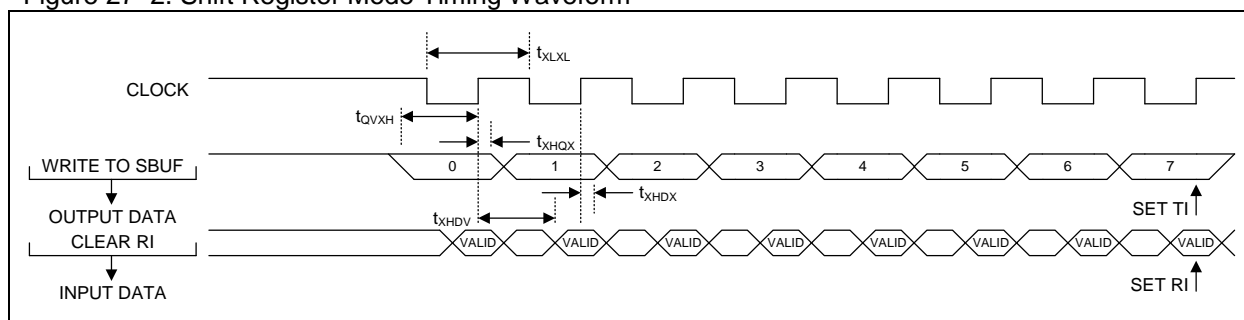 Figure 27–2. Shift Register Mode Timing Waveform
tXLXL
CLOCK
tQVXH
tXHQX
WRITE TO SBUF
0 1 2 3 4 5 6 7
tXHDX
OUTPUT DATA
SET TI
tXHDV
CLEAR RI
VALID VALID VALID VALID VALID VALID VALID VALID
SET RI
INPUT DATA